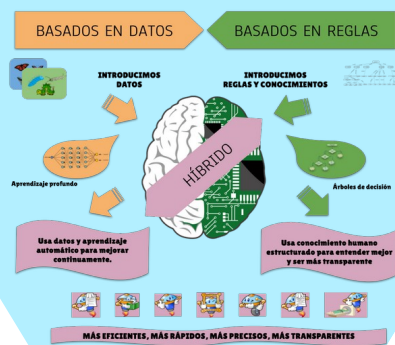 BASADOS EN DATOS
BASADOS EN REGLAS
INTRODUCIMOS
DATOS
INTRODUCIMOS
REGLAS Y CONOCIMIENTOS
HÍBRIDO
Aprendizaje profundo
Árboles de decisión
Usa datos y aprendizaje
automático para mejorar
continuamente.
Usa conocimiento humano
estructurado para entender mejor
y ser más transparente
MÁS EFICIENTES, MÁS RÁPIDOS, MÁS PRECISOS, MÁS TRANSPARENTES